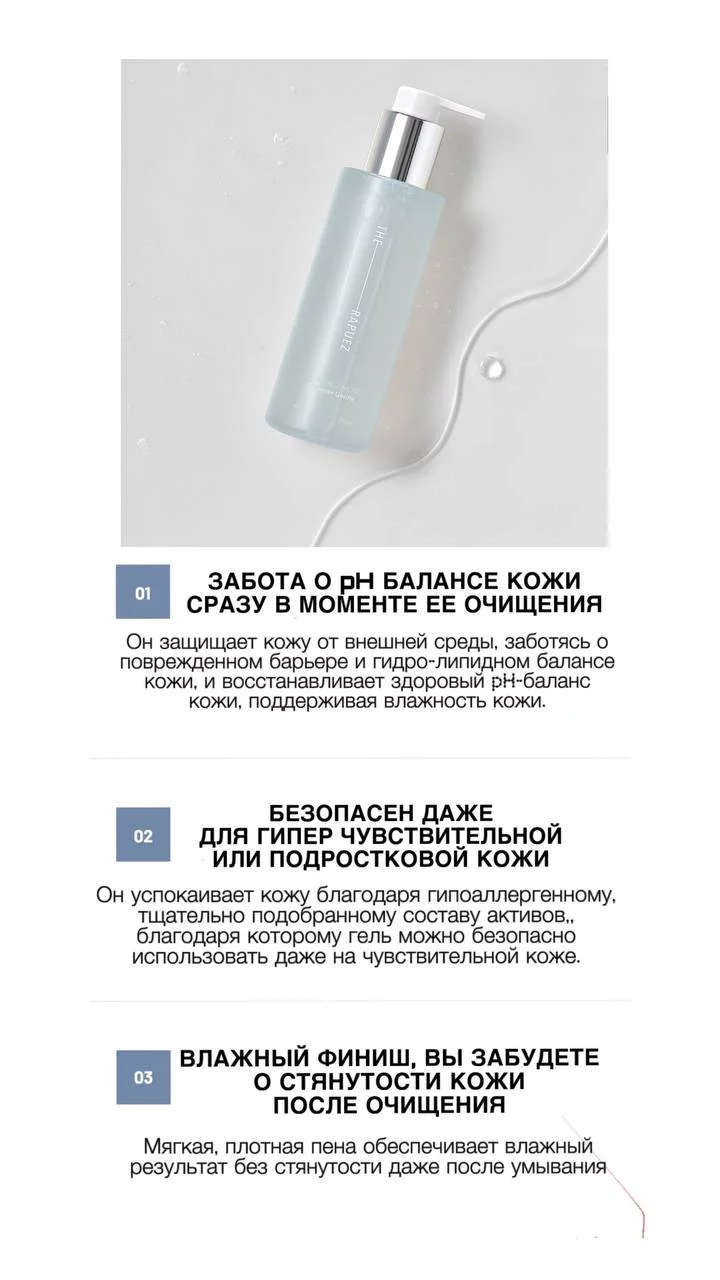 THE
RAPUEZ
01
ЗАБОТА О pH БАЛАНСЕ КОЖИ
СРАЗУ В МОМЕНТЕ ЕЕ ОЧИЩЕНИЯ
Он защищает кожу от внешней среды, заботясь о
поврежденном барьере и гидро-липидном балансе
кожи, и восстанавливает здоровый pH-баланс
кожи, поддерживая влажность кожи.
02
БЕЗОПАСЕН ДАЖЕ
ДЛЯ ГИПЕР ЧУВСТВИТЕЛЬНОЙ
ИЛИ ПОДРОСТКОВОЙ КОЖИ
Он успокаивает кожу благодаря гипоаллергенному,
тщательно подобранному составу активов,,
благодаря которому гель можно безопасно
использовать даже на чувствительной коже.
03
ВЛАЖНЫЙ ФИНИШ, ВЫ ЗАБУДЕТЕ
О СТЯНУТОСТИ КОЖИ
ПОСЛЕ ОЧИЩЕНИЯ
Мягкая, плотная пена обеспечивает влажный
результат без стянутости даже после умывания